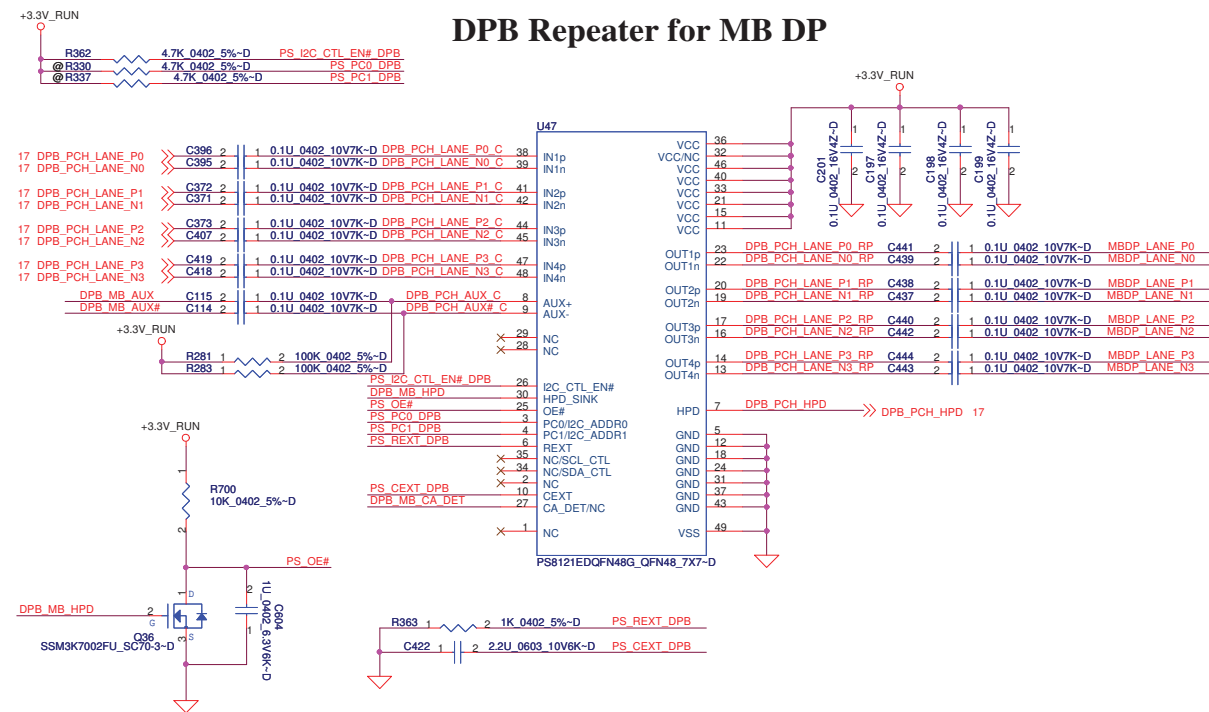 DPB Repeater for MB DP
+3.3V_RUN
R362 4.7K_0402_5%~D PS_I2C_CTL_EN#_DPB
@R330 4.7K_0402_5%~D PS_PC0_DPB
@R337 4.7K_0402_5%~D PS_PC1_DPB
+3.3V_RUN
C201 0.1U_0402_16V4Z~D 1 2
C197 0.1U_0402_16V4Z~D 1 2
C198 0.1U_0402_16V4Z~D 1 2
C199 0.1U_0402_16V4Z~D 1 2
17 DPB_PCH_LANE_P0 C396 2 1 0.1U_0402_10V7K~D DPB_PCH_LANE_P0_C
17 DPB_PCH_LANE_N0 C395 2 1 0.1U_0402_10V7K~D DPB_PCH_LANE_N0_C
17 DPB_PCH_LANE_P1 C372 2 1 0.1U_0402_10V7K~D DPB_PCH_LANE_P1_C
17 DPB_PCH_LANE_N1 C371 2 1 0.1U_0402_10V7K~D DPB_PCH_LANE_N1_C
17 DPB_PCH_LANE_P2 C373 2 1 0.1U_0402_10V7K~D DPB_PCH_LANE_P2_C
17 DPB_PCH_LANE_N2 C407 2 1 0.1U_0402_10V7K~D DPB_PCH_LANE_N2_C
17 DPB_PCH_LANE_P3 C419 2 1 0.1U_0402_10V7K~D DPB_PCH_LANE_P3_C
17 DPB_PCH_LANE_N3 C418 2 1 0.1U_0402_10V7K~D DPB_PCH_LANE_N3_C
DPB_MB_AUX C115 2 1 0.1U_0402_10V7K~D DPB_PCH_AUX_C
DPB_MB_AUX# C114 2 1 0.1U_0402_10V7K~D DPB_PCH_AUX#_C
+3.3V_RUN
R281 1 2 100K_0402_5%~D
R283 1 2 100K_0402_5%~D
PS_I2C_CTL_EN#_DPB
DPB_MB_HPD
PS_OE#
PS_PC0_DPB
PS_PC1_DPB
PS_REXT_DPB
PS_CEXT_DPB
DPB_MB_CA_DET
U47
38 IN1p
39 IN1n
41 IN2p
42 IN2n
44 IN3p
45 IN3n
47 IN4p
48 IN4n
8 AUX+
9 AUX-
29 NC
28 NC
26 I2C_CTL_EN#
30 HPD_SINK
25 OE#
3 PC0/I2C_ADDR0
4 PC1/I2C_ADDR1
6 REXT
35 NC/SCL_CTL
34 NC/SDA_CTL
2 NC
10 CEXT
27 CA_DET/NC
1 NC
VCC 36
VCC/NC 32
VCC 46
VCC 40
VCC 33
VCC 21
VCC 15
VCC 11
OUT1p 23 DPB_PCH_LANE_P0_RP C441 2 1 0.1U_0402_10V7K~D MBDP_LANE_P0
OUT1n 22 DPB_PCH_LANE_N0_RP C439 2 1 0.1U_0402_10V7K~D MBDP_LANE_N0
OUT2p 20 DPB_PCH_LANE_P1_RP C438 2 1 0.1U_0402_10V7K~D MBDP_LANE_P1
OUT2n 19 DPB_PCH_LANE_N1_RP C437 2 1 0.1U_0402_10V7K~D MBDP_LANE_N1
OUT3p 17 DPB_PCH_LANE_P2_RP C440 2 1 0.1U_0402_10V7K~D MBDP_LANE_P2
OUT3n 16 DPB_PCH_LANE_N2_RP C442 2 1 0.1U_0402_10V7K~D MBDP_LANE_N2
OUT4p 14 DPB_PCH_LANE_P3_RP C444 2 1 0.1U_0402_10V7K~D MBDP_LANE_P3
OUT4n 13 DPB_PCH_LANE_N3_RP C443 2 1 0.1U_0402_10V7K~D MBDP_LANE_N3
HPD 7 DPB_PCH_HPD DPB_PCH_HPD 17
GND 5
GND 12
GND 18
GND 24
GND 31
GND 37
GND 43
VSS 49
PS8121EDQFN48G_QFN48_7X7~D
+3.3V_RUN
1
R700
10K_0402_5%~D
2
PS_OE#
DPB_MB_HPD
2 G
1 D
3 S
Q36
SSM3K7002FU_SC70-3~D
C604
1U_0402_6.3V6K~D
2
1
R363 1 2 1K_0402_5%~D PS_REXT_DPB
C422 1 2 2.2U_0603_10V6K~D PS_CEXT_DPB